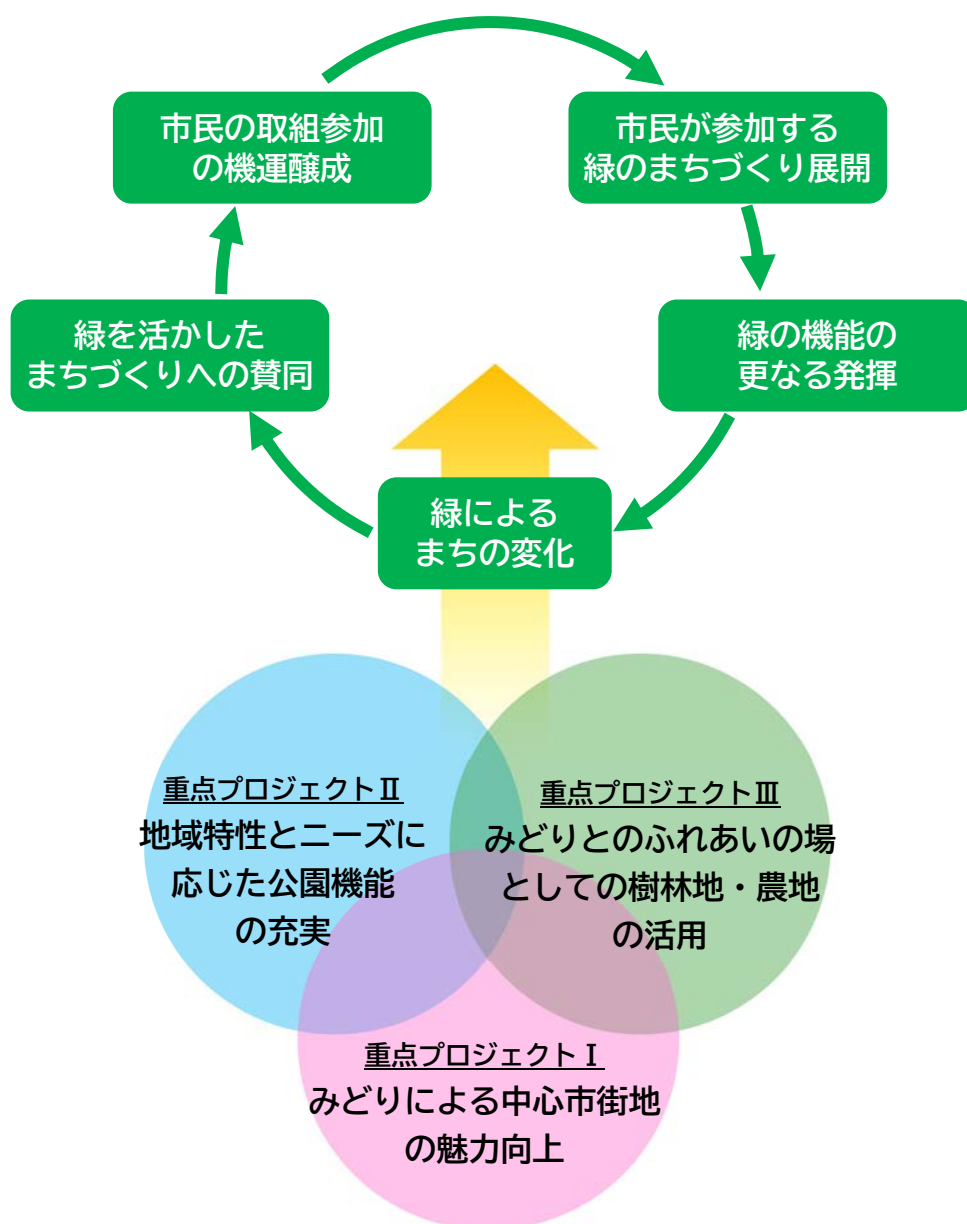 市民の取組参加
の機運醸成
市民が参加する
緑のまちづくり展開
緑を活かした
まちづくりへの賛同
緑の機能の
更なる発揮
緑による
まちの変化
重点プロジェクトⅡ
地域特性とニーズに
応じた公園機能
の充実
重点プロジェクトⅢ
みどりとのふれあいの場
としての樹林地・農地
の活用
重点プロジェクトⅠ
みどりによる中心市街地
の魅力向上